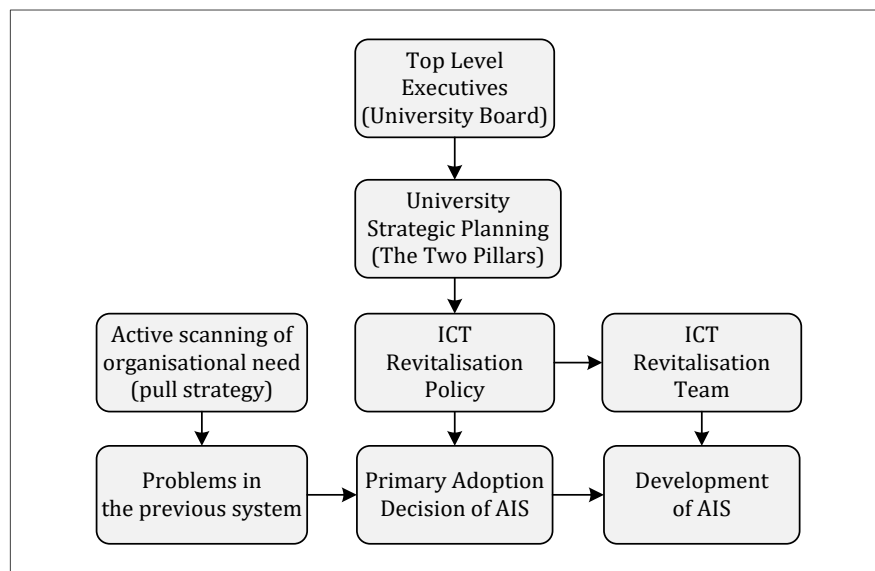 Top Level
Executives
(University Board)
University
Strategic Planning
(The Two Pillars)
Active scanning of
organisational need
(pull strategy)
ICT
Revitalisation
Policy
ICT
Revitalisation
Team
Problems in
the previous system
Primary Adoption
Decision of AIS
Development
of AIS